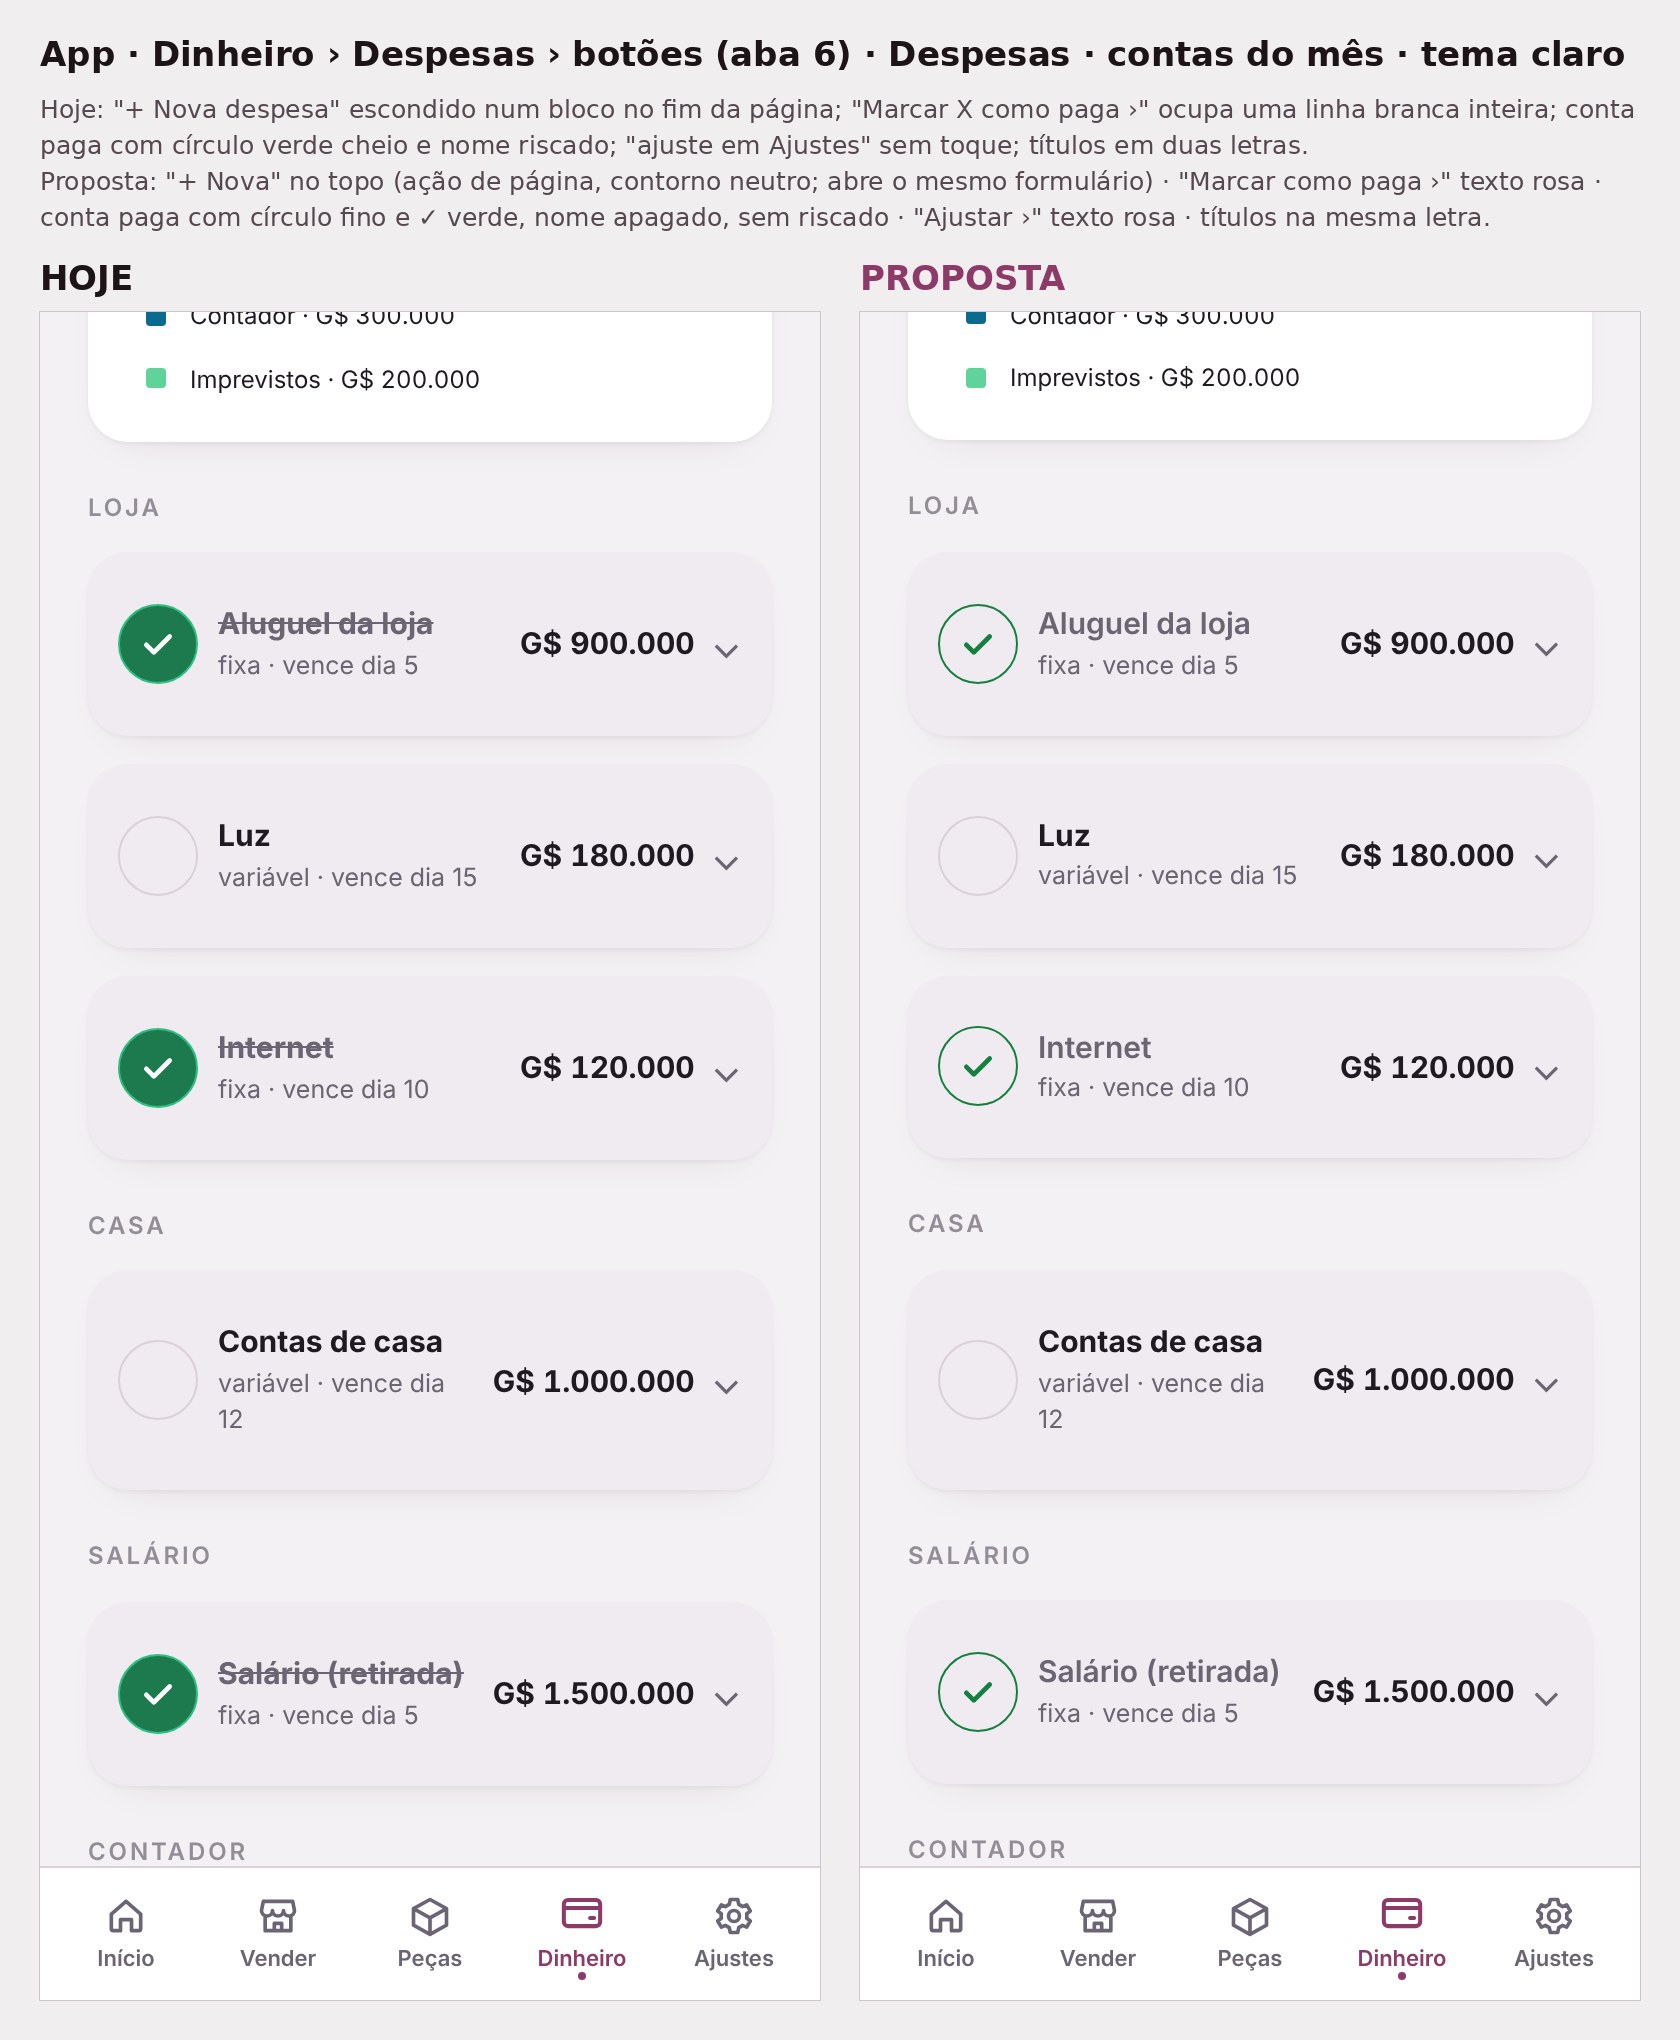 App · Dinheiro › Despesas › botões (aba 6) · Despesas · contas do mês · tema claro
Hoje: "+ Nova despesa" escondido num bloco no fim da página; "Marcar X como paga ›" ocupa uma linha branca inteira; conta
paga com círculo verde cheio e nome riscado; "ajuste em Ajustes" sem toque; títulos em duas letras.
Proposta: "+ Nova" no topo (ação de página, contorno neutro; abre o mesmo formulário) · "Marcar como paga ›" texto rosa ·
conta paga com círculo fino e ✓ verde, nome apagado, sem riscado · "Ajustar ›" texto rosa · títulos na mesma letra.
HOJE
Contador · G$ 300.000
Imprevistos · G$ 200.000
LOJA
Aluguel da loja
fixa · vence dia 5
G$ 900.000
Luz
variável · vence dia 15
G$ 180.000
Internet
fixa · vence dia 10
G$ 120.000
CASA
Contas de casa
variável · vence dia
12
G$ 1.000.000
SALÁRIO
Salário (retirada)
fixa · vence dia 5
G$ 1.500.000
CONTADOR
Início
Vender
Peças
Dinheiro
Ajustes
PROPOSTA
Contador · G$ 300.000
Imprevistos · G$ 200.000
LOJA
Aluguel da loja
fixa · vence dia 5
G$ 900.000
Luz
variável · vence dia 15
G$ 180.000
Internet
fixa · vence dia 10
G$ 120.000
CASA
Contas de casa
variável · vence dia
12
G$ 1.000.000
SALÁRIO
Salário (retirada)
fixa · vence dia 5
G$ 1.500.000
CONTADOR
Início
Vender
Peças
Dinheiro
Ajustes